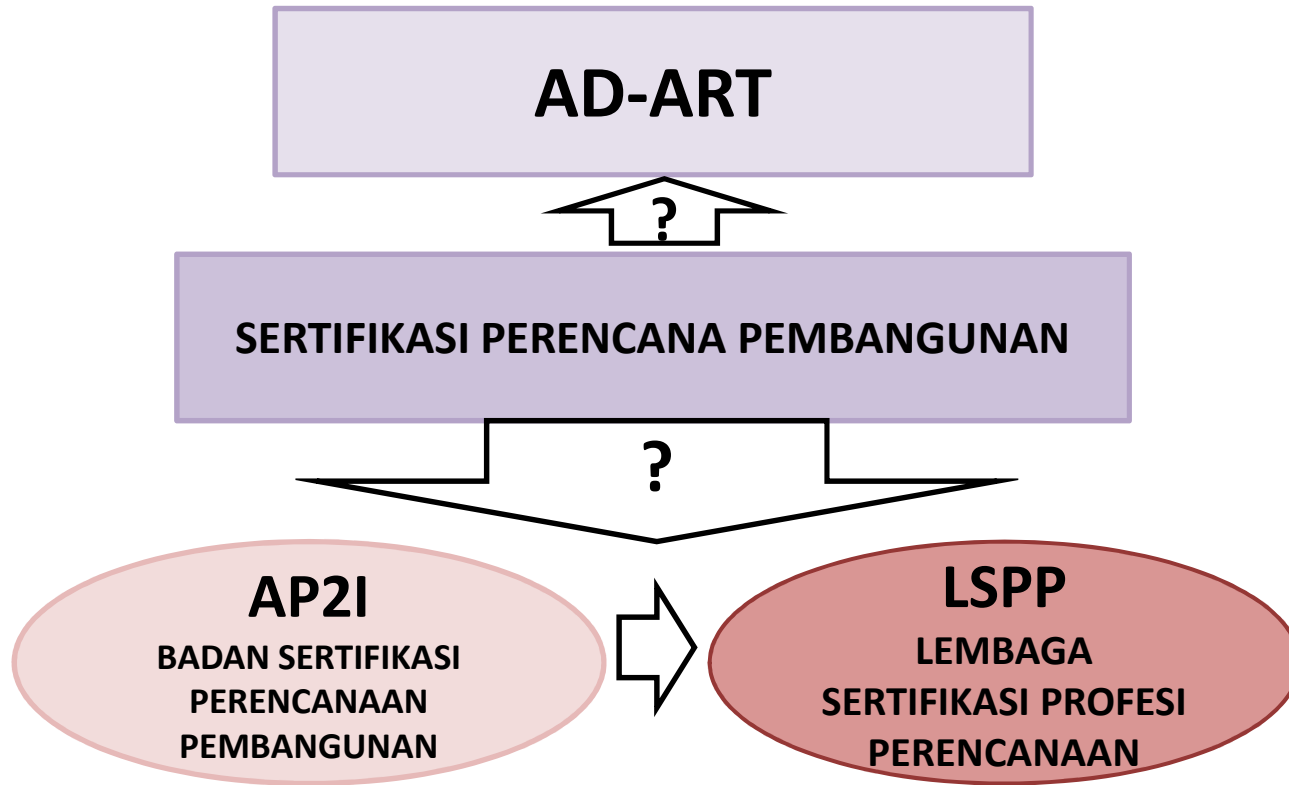 AD-ART
?
SERTIFIKASI PERENCANA PEMBANGUNAN
?
AP2I
BADAN SERTIFIKASI
PERENCANAAN
PEMBANGUNAN
LSPP
LEMBAGA
SERTIFIKASI PROFESI
PERENCANAAN